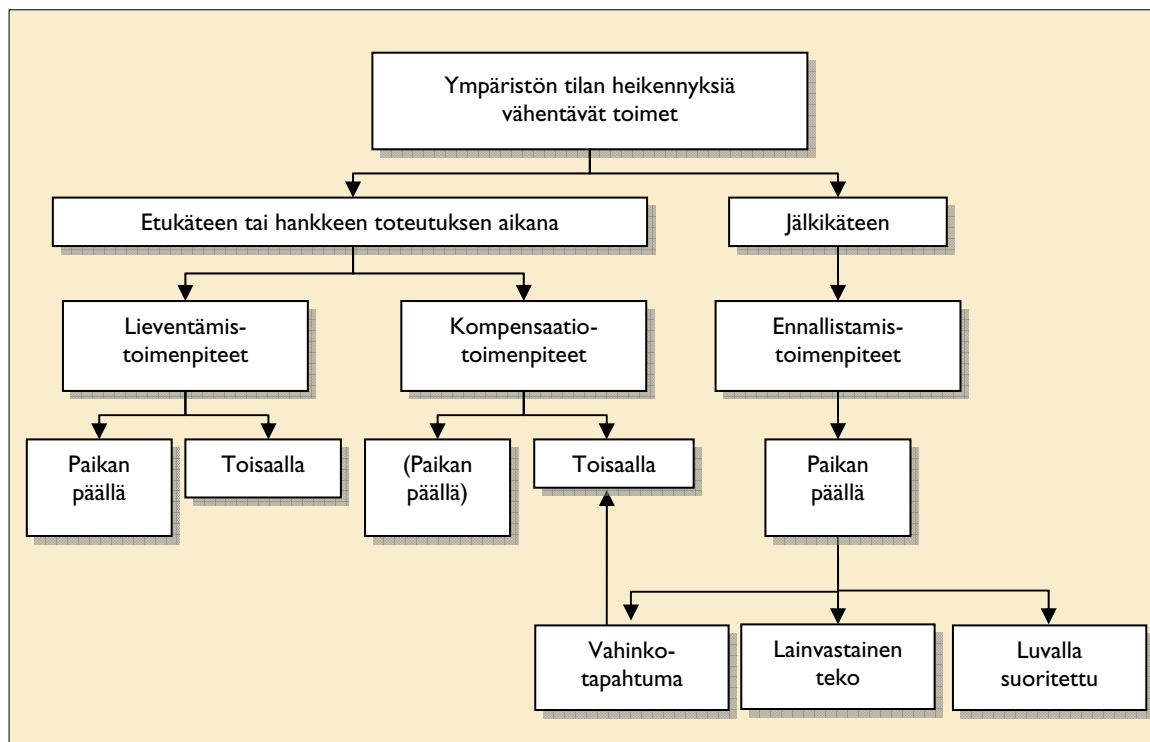 Ympäristön tilan heikennyksiä
vähentävät toimet
Etukäteen tai hankkeen toteutuksen aikana
Jälkikäteen
Lieventämis-
toimenpiteet
Kompensaatio-
toimenpiteet
Ennallistamis-
toimenpiteet
Paikan
päällä
Toisaalla
(Paikan
päällä)
Toisaalla
Paikan
päällä
Vahinko-
tapahtuma
Lainvastainen
teko
Luvalla
suoritettu